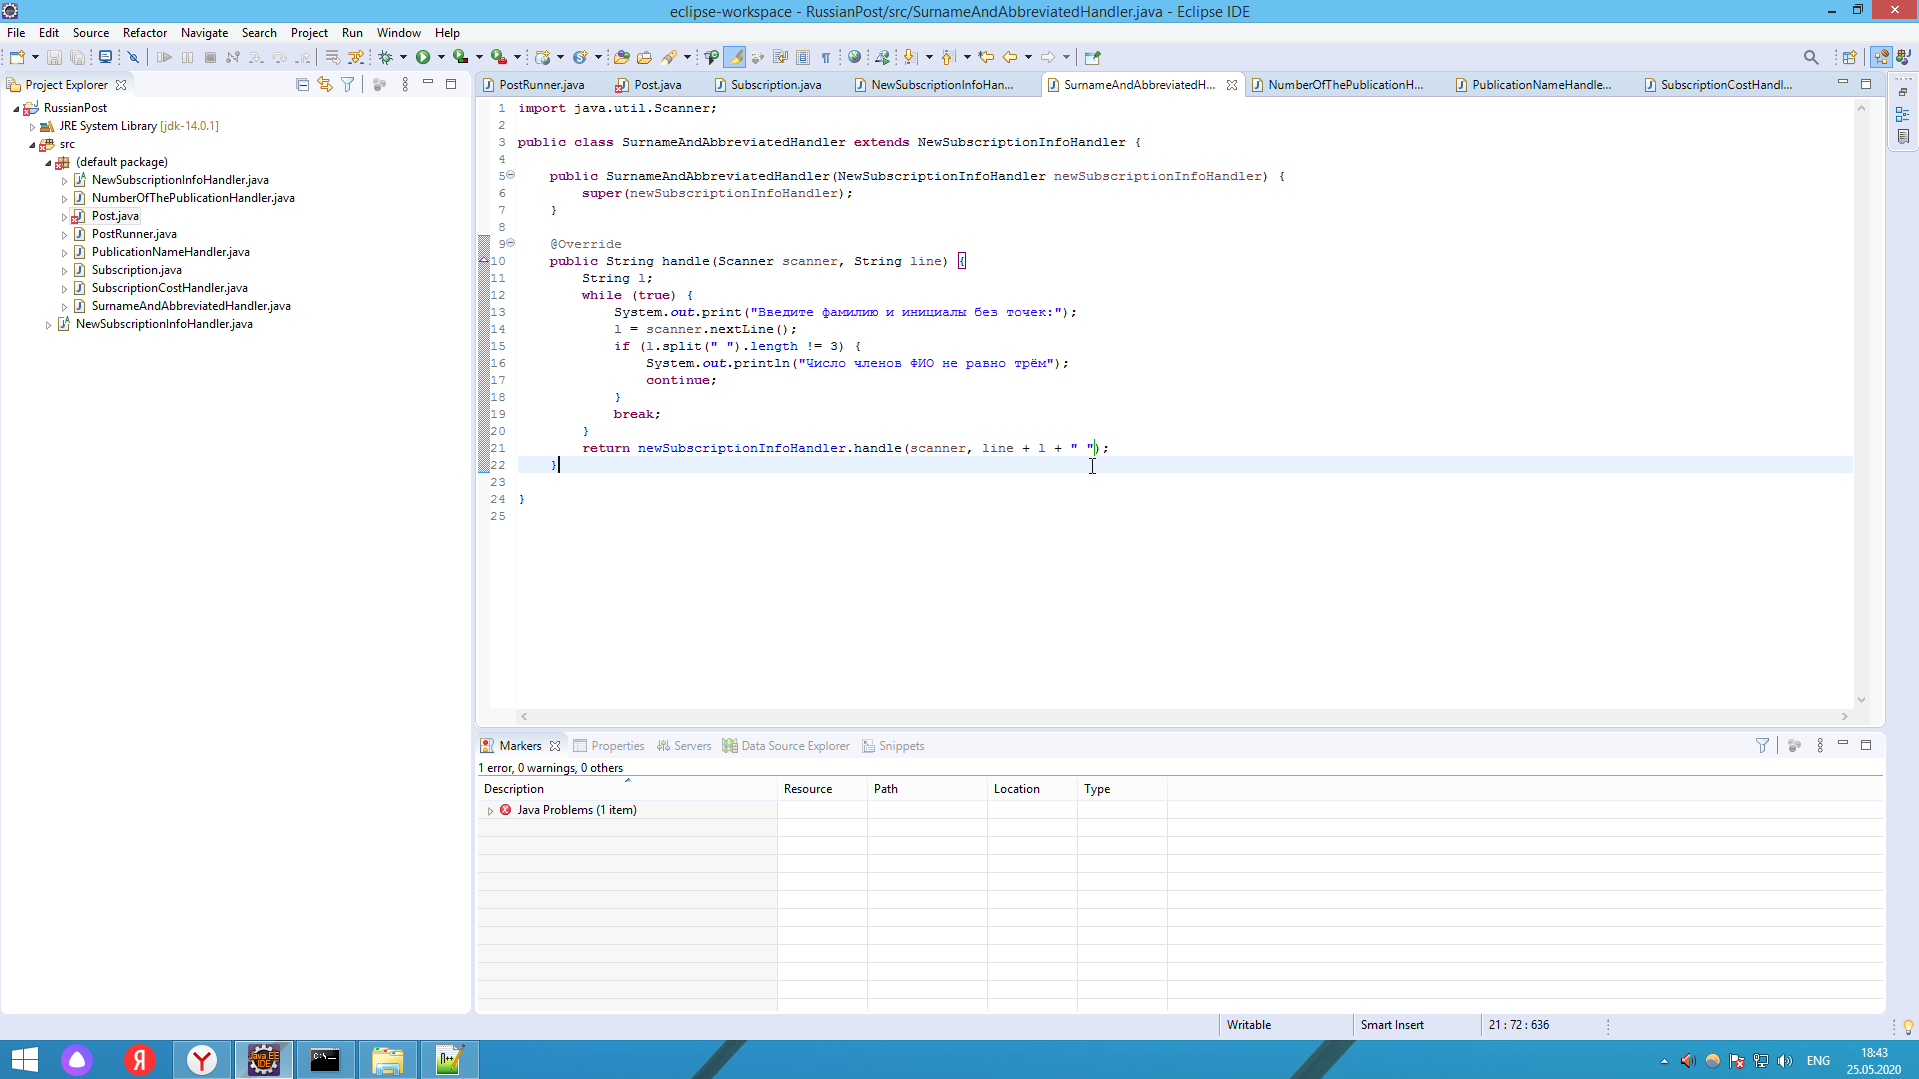 eclipse-workspace - RussianPost/src/SurnameAndAbbreviatedHandler.java - Eclipse IDE
File Edit Source Refactor Navigate Search Project Run Window Help
Project Explorer
RussianPost
JRE System Library [jdk-14.0.1]
src
(default package)
NewSubscriptionInfoHandler.java
NumberOfThePublicationHandler.java
Post.java
PostRunner.java
PublicationNameHandler.java
Subscription.java
SubscriptionCostHandler.java
SurnameAndAbbreviatedHandler.java
NewSubscriptionInfoHandler.java
PostRunner.java Post.java Subscription.java NewSubscriptionInfoHan... SurnameAndAbbreviatedH... NumberOfThePublicationH... PublicationNameHandle... SubscriptionCostHandl...
1 import java.util.Scanner;
2
3 public class SurnameAndAbbreviatedHandler extends NewSubscriptionInfoHandler {
4
5 public SurnameAndAbbreviatedHandler(NewSubscriptionInfoHandler newSubscriptionInfoHandler) {
6 super(newSubscriptionInfoHandler);
7 }
8
9 @Override
10 public String handle(Scanner scanner, String line) {
11 String l;
12 while (true) {
13 System.out.print("Введите фамилию и инициалы без точек:");
14 l = scanner.nextLine();
15 if (l.split(" ").length != 3) {
16 System.out.println("Число членов ФИО не равно трём");
17 continue;
18 }
19 break;
20 }
21 return newSubscriptionInfoHandler.handle(scanner, line + l + " ");
22 }
23
24 }
25
Markers Properties Servers Data Source Explorer Snippets
1 error, 0 warnings, 0 others
Description Resource Path Location Type
Java Problems (1 item)
Writable Smart Insert 21 : 72 : 636
Я Y Java EE IDE C:\._ n++
ENG 18:43
25.05.2020